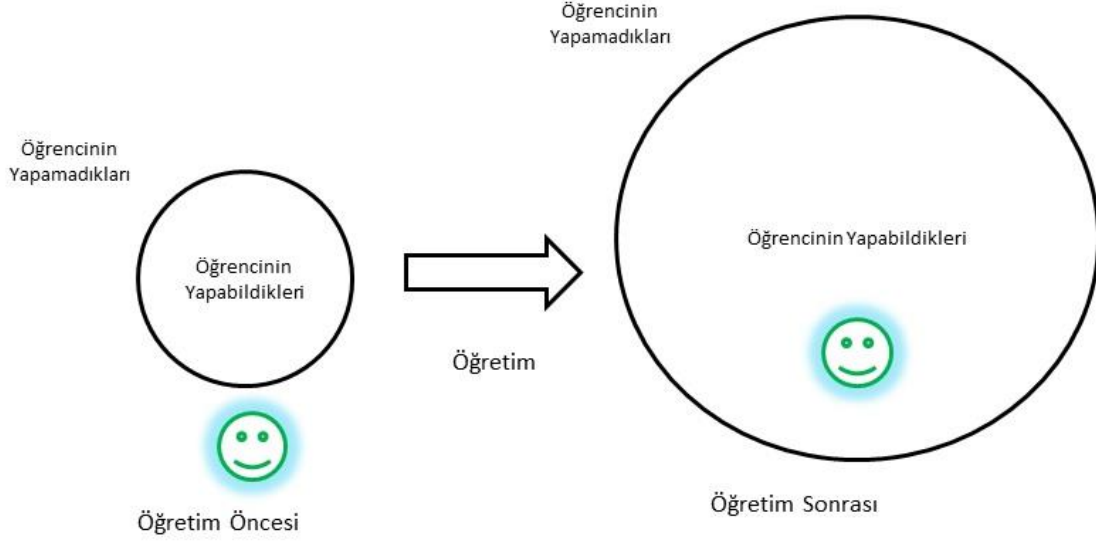 Öğrencinin
Yapamadıkları
Öğrencinin
Yapabildikleri
Öğretim Öncesi
Öğretim
Öğrencinin
Yapamadıkları
Öğrencinin Yapabildikleri
Öğretim Sonrası